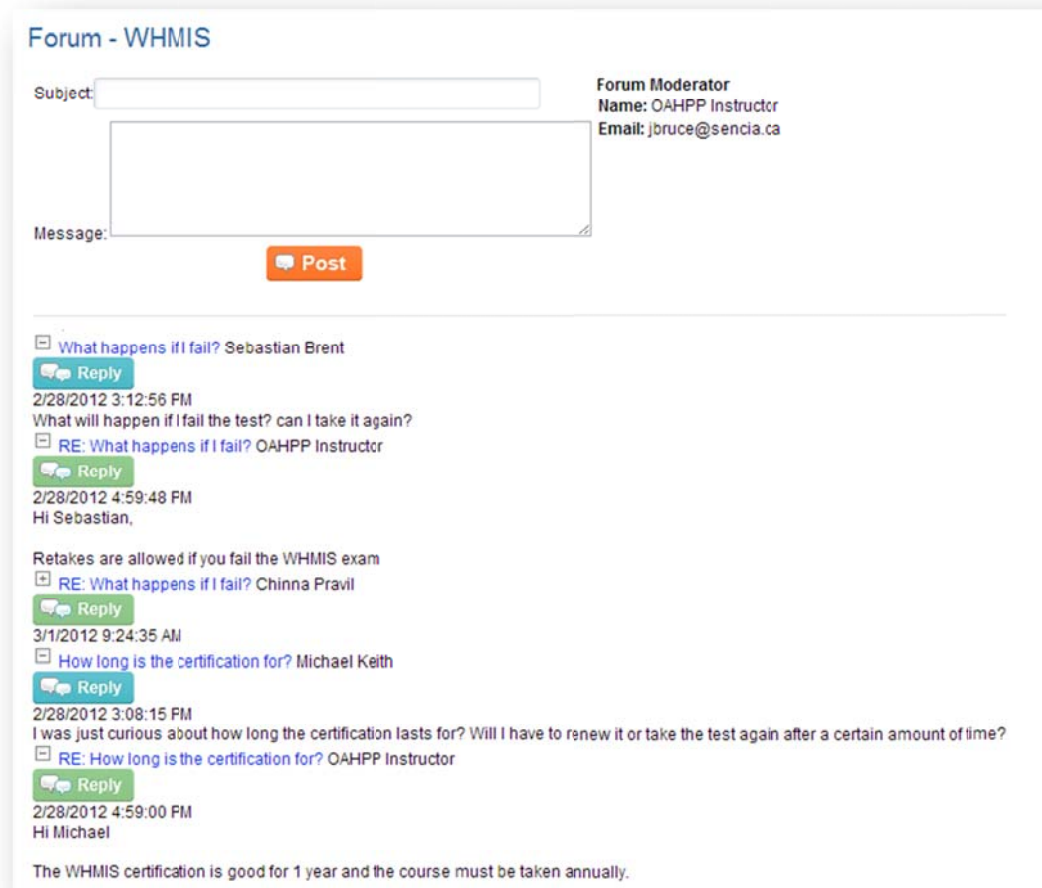 Forum - WHMIS
Subject:
Forum Moderator
Name: OAHPP Instructor
Email: jbruce@sencia.ca
Message:
Post
What happens if I fail? Sebastian Brent
Reply
2/28/2012 3:12:56 PM
What will happen if I fail the test? can I take it again?
RE: What happens if I fail? OAHPP Instructor
Reply
2/28/2012 4:59:48 PM
Hi Sebastian,
Retakes are allowed if you fail the WHMIS exam
RE: What happens if I fail? Chinna Pravil
Reply
3/1/2012 9:24:35 AM
How long is the certification for? Michael Keith
Reply
2/28/2012 3:08:15 PM
I was just curious about how long the certification lasts for? Will I have to renew it or take the test again after a certain amount of time?
RE: How long is the certification for? OAHPP Instructor
Reply
2/28/2012 4:59:00 PM
Hi Michael
The WHMIS certification is good for 1 year and the course must be taken annually.